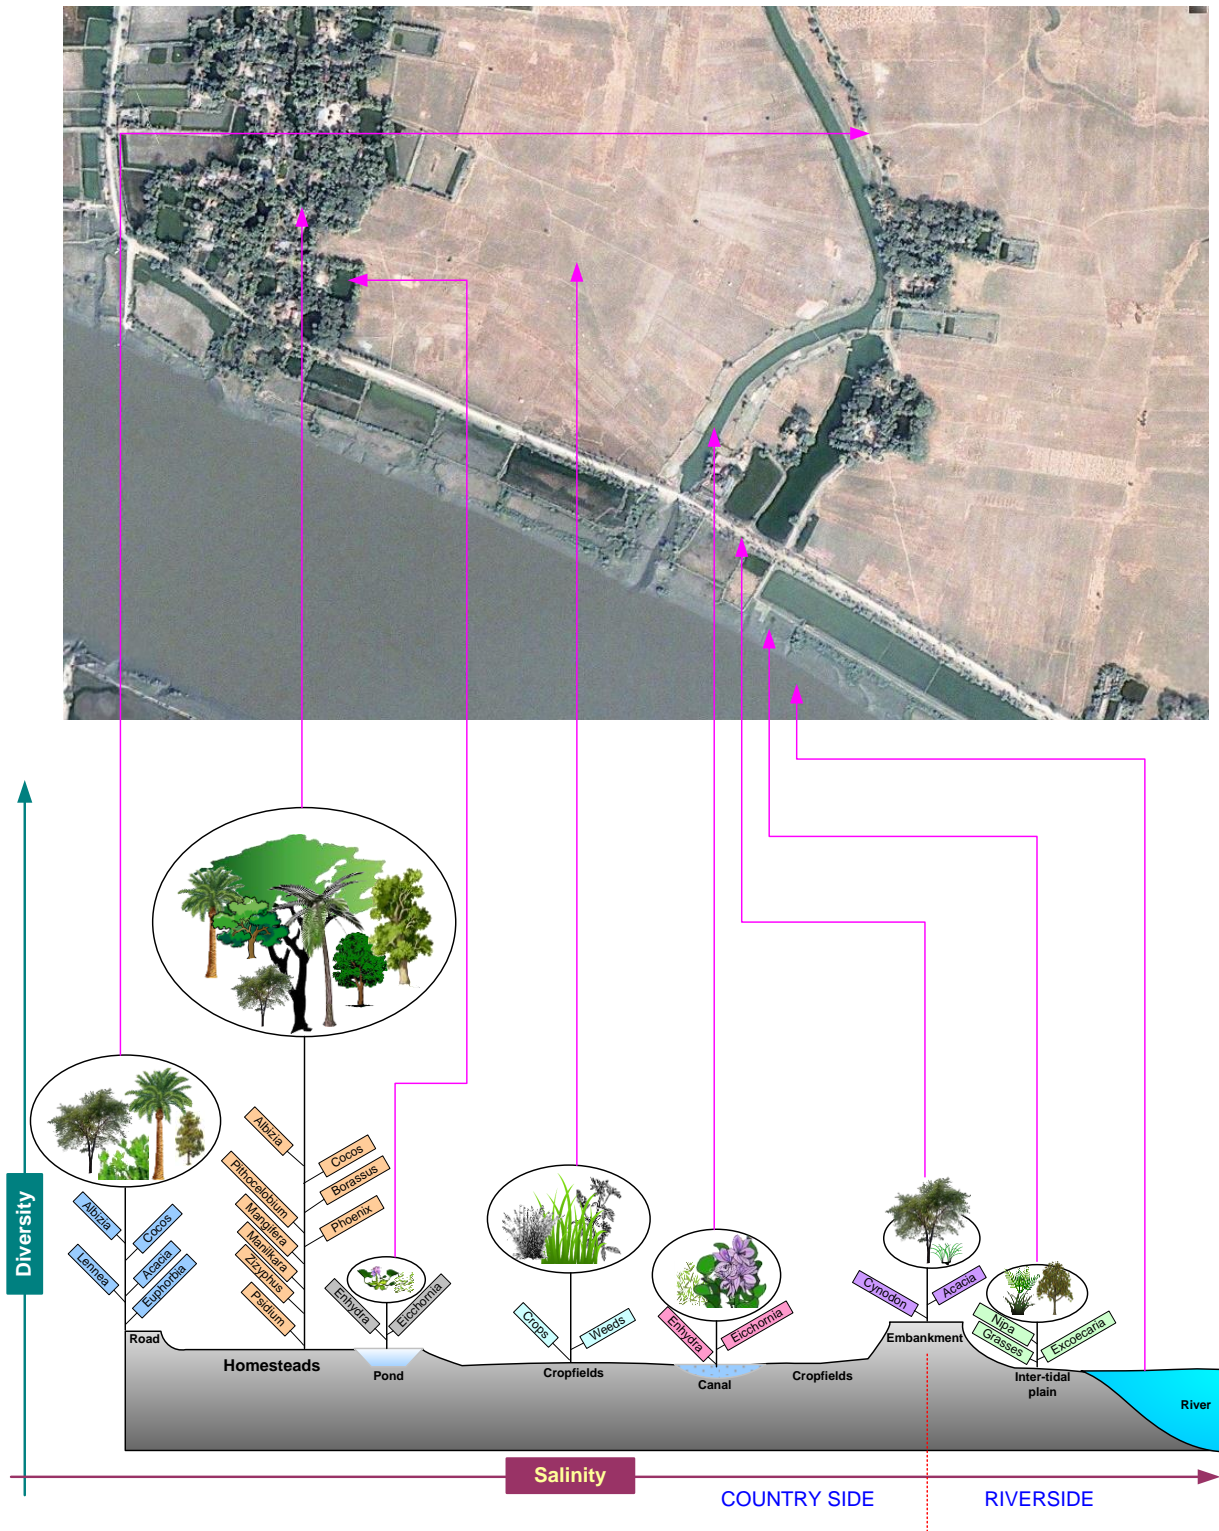 Diversity
Albizia
Cocos
Lennea
Acacia
Euphorbia
Albizia
Cocos
Borassus
Pithocelobium
Phoenix
Mangifera
Manilkara
Zizyphus
Psidium
Enhydra
Eicchornia
Crops
Weeds
Enhydra
Eicchornia
Cynodon
Acacia
Nipa
Grasses
Excoecaria
Road
Homesteads
Pond
Cropfields
Canal
Cropfields
Embankment
Inter-tidal
plain
River
Salinity
COUNTRY SIDE
RIVERSIDE